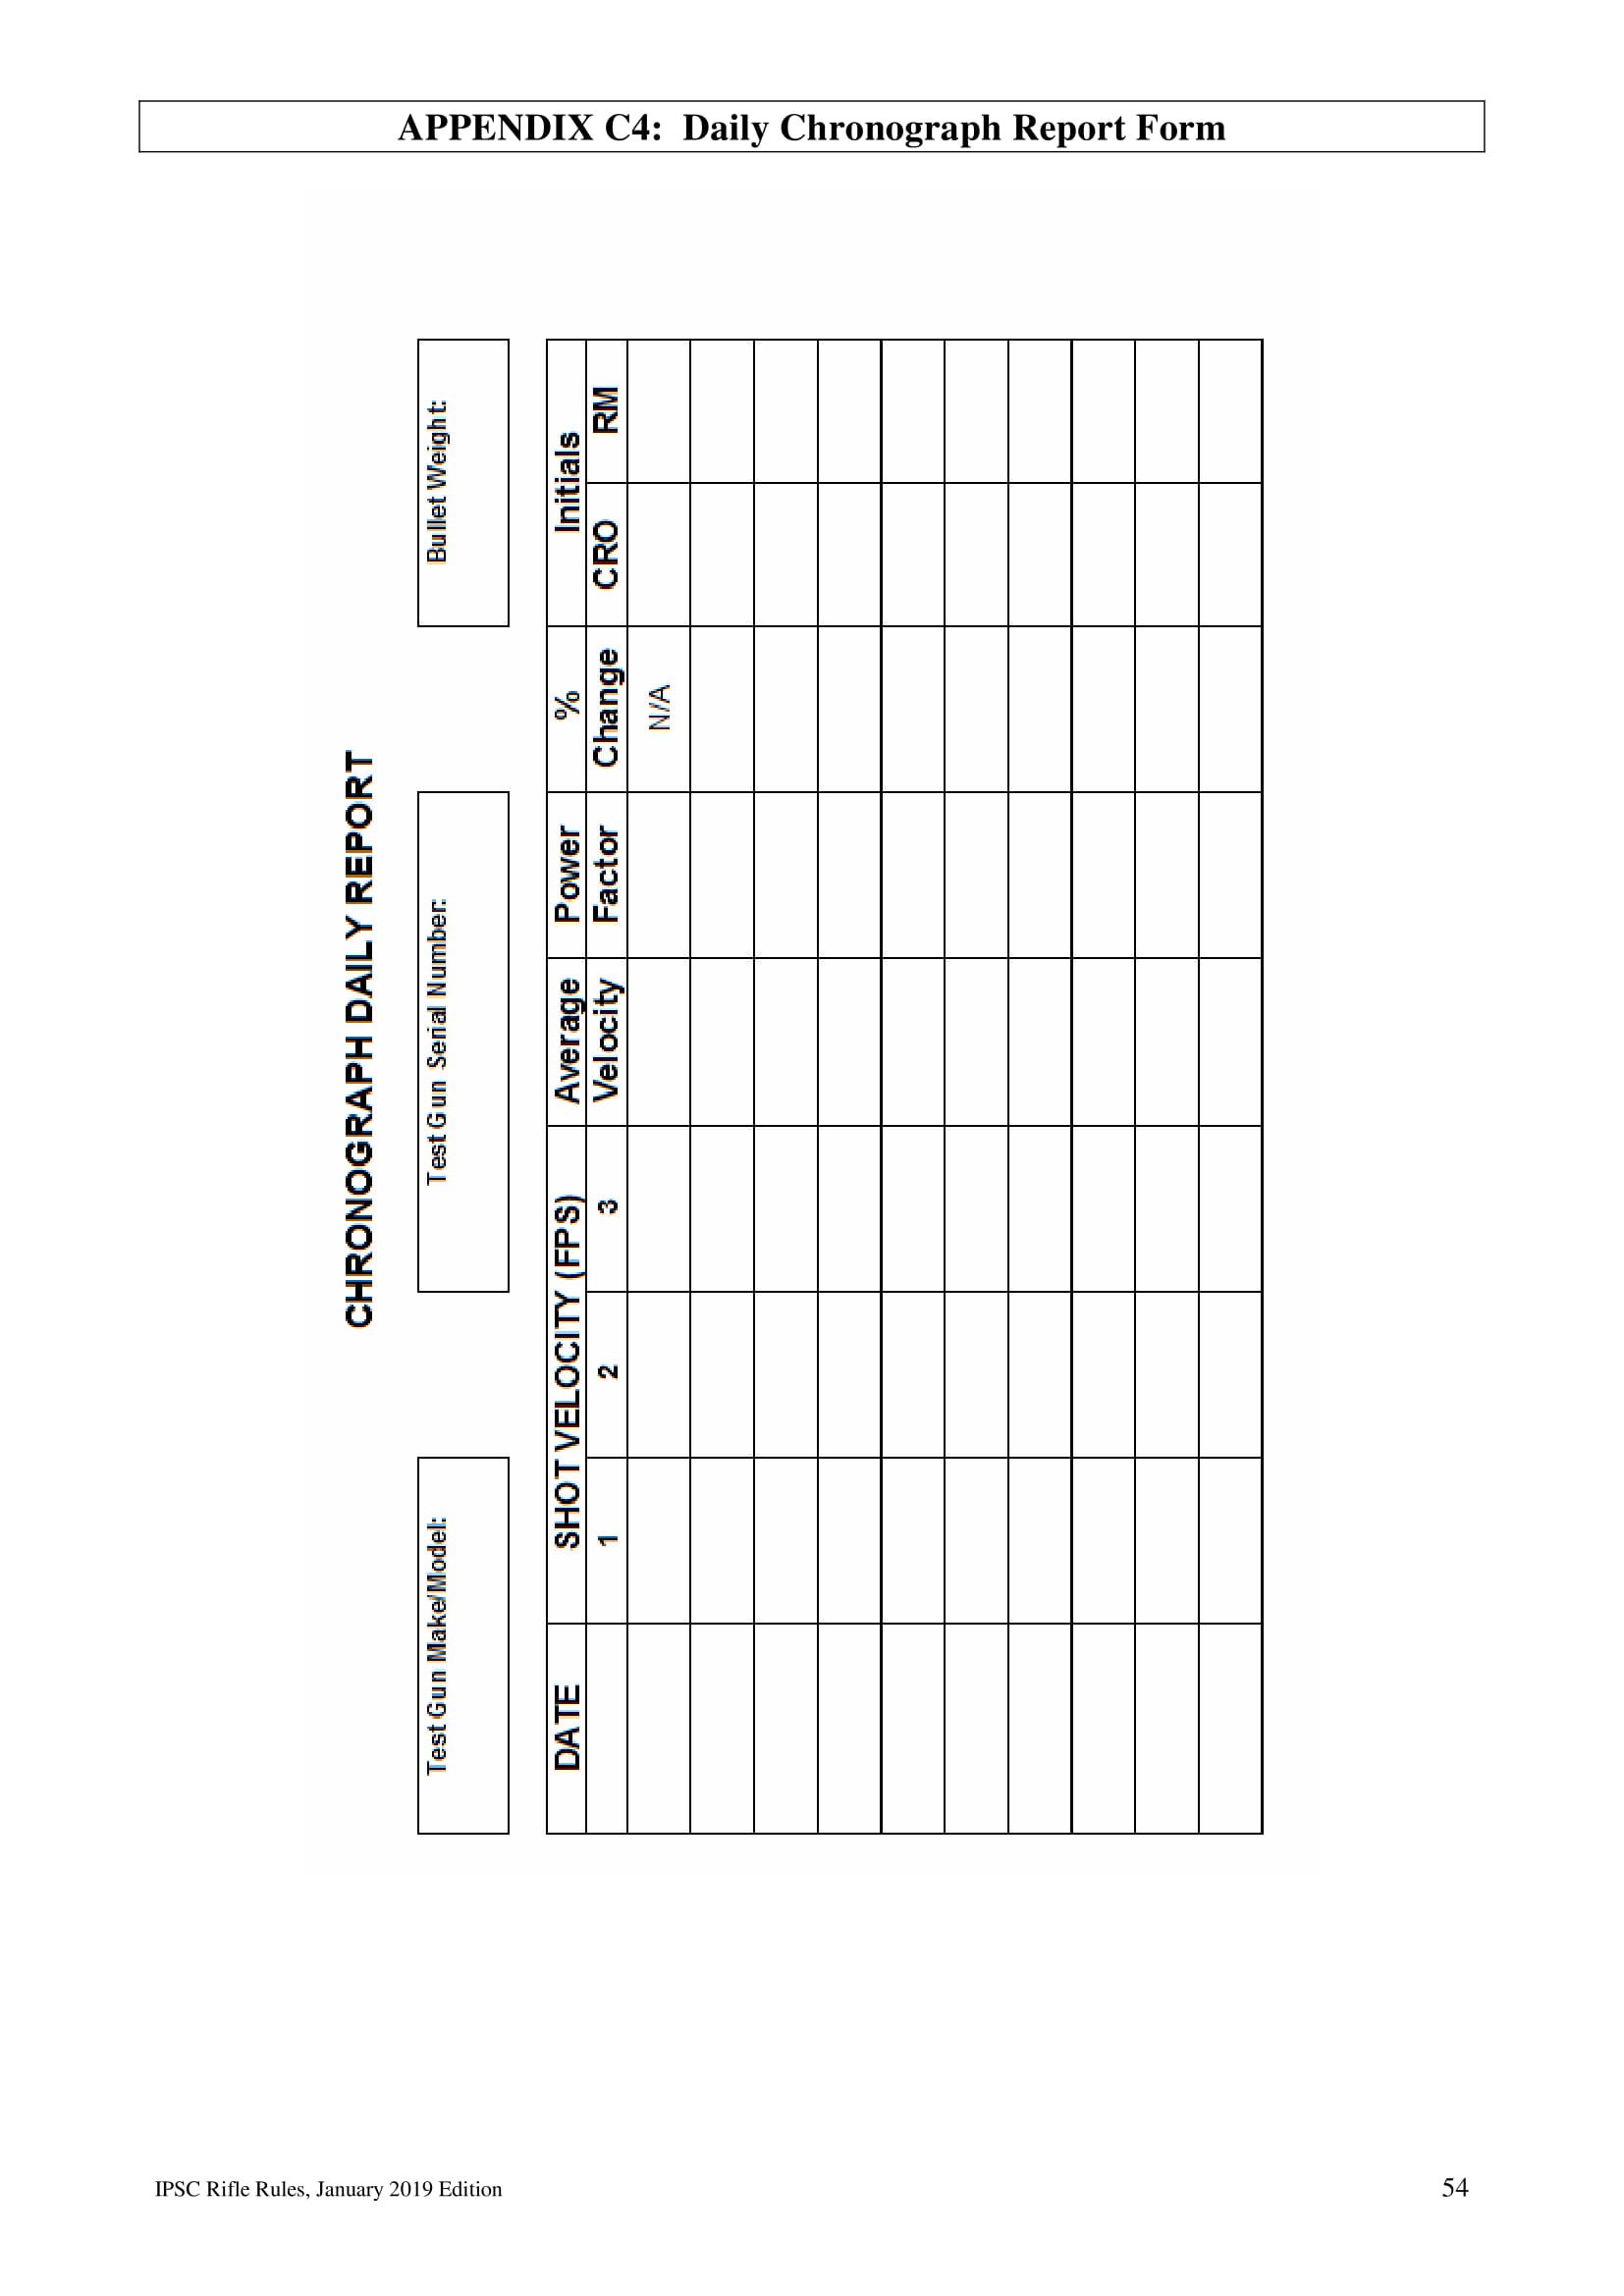 APPENDIX C4:  Daily Chronograph Report Form
CHRONOGRAPH DAILY REPORT
Test Gun Make/Model: Test Gun Serial Number: Bullet Weight:
DATE SHOT VELOCITY (FPS) Average Power % Initials
1 2 3 Velocity Factor Change CRO RM
N/A
IPSC Rifle Rules, January 2019 Edition 54